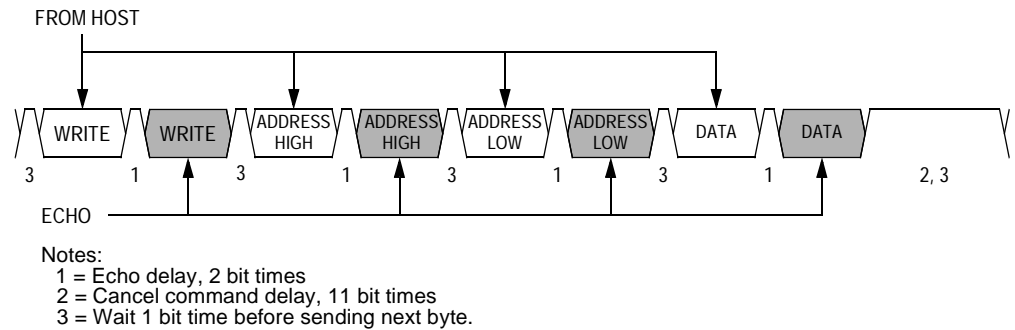 FROM HOST
WRITE WRITE ADDRESS HIGH ADDRESS HIGH ADDRESS LOW ADDRESS LOW DATA DATA
3 1 3 1 3 1 3 1 2, 3
ECHO
Notes:
1 = Echo delay, 2 bit times
2 = Cancel command delay, 11 bit times
3 = Wait 1 bit time before sending next byte.